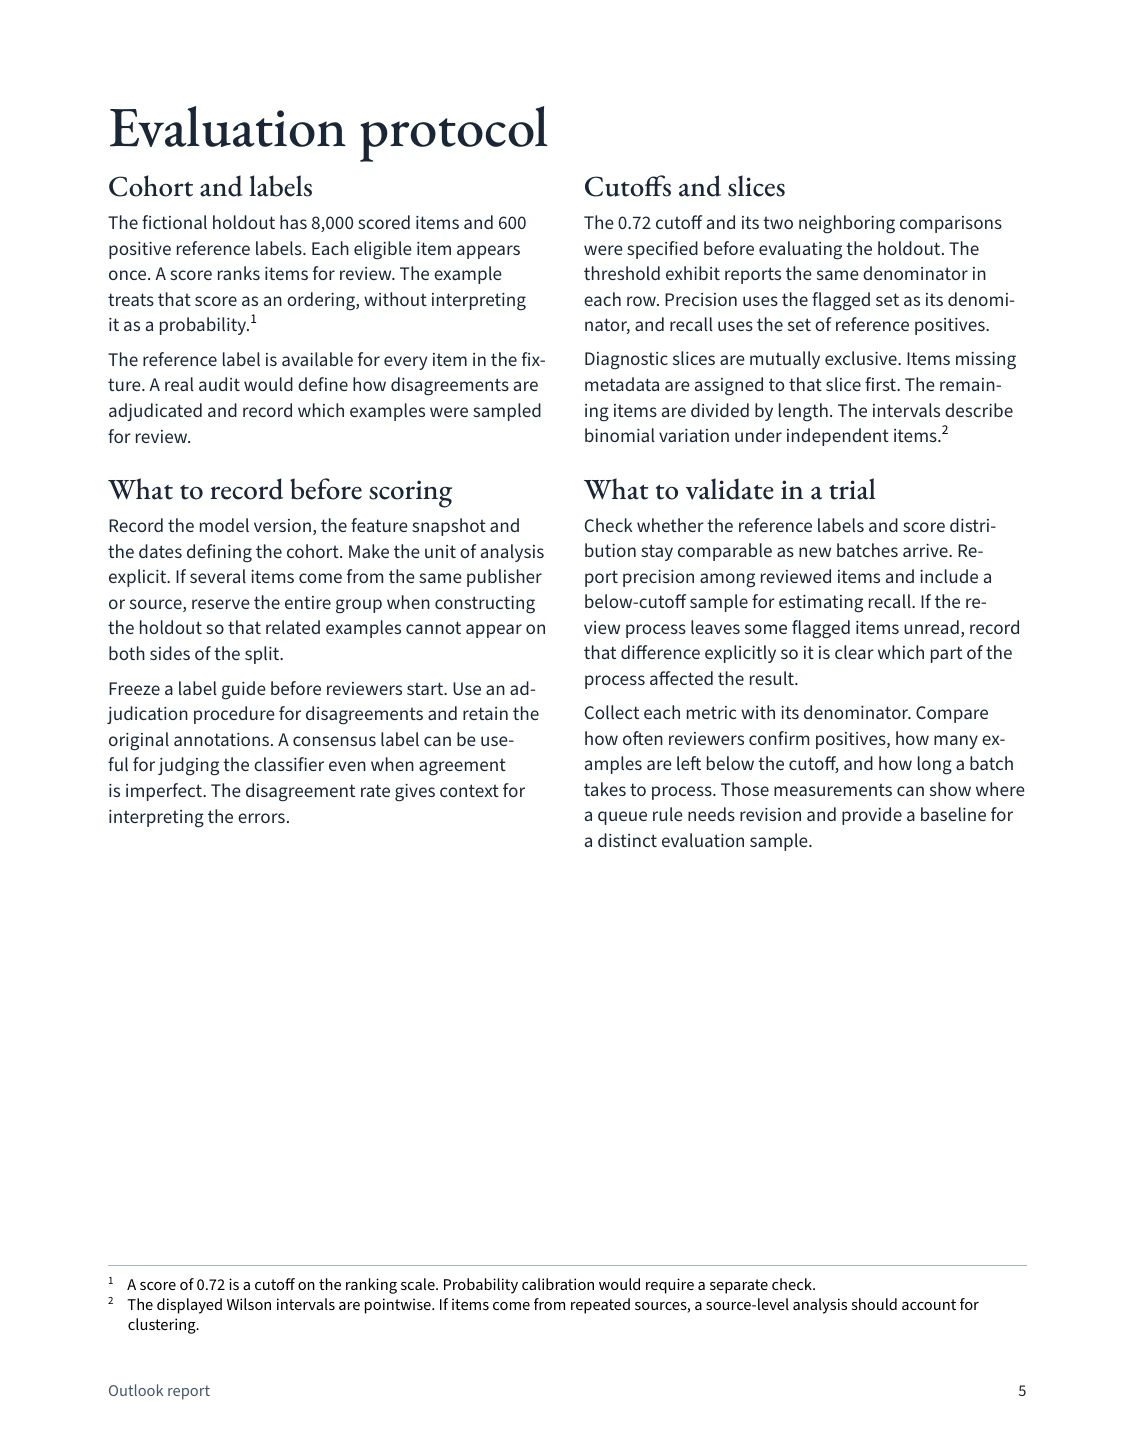 Evaluation protocol
Cohort and labels
The fictional holdout has 8,000 scored items and 600
positive reference labels. Each eligible item appears
once. A score ranks items for review. The example
treats that score as an ordering, without interpreting
it as a probability.1
The reference label is available for every item in the fix-
ture. A real audit would define how disagreements are
adjudicated and record which examples were sampled
for review.
What to record before scoring
Record the model version, the feature snapshot and
the dates defining the cohort. Make the unit of analysis
explicit. If several items come from the same publisher
or source, reserve the entire group when constructing
the holdout so that related examples cannot appear on
both sides of the split.
Freeze a label guide before reviewers start. Use an ad-
judication procedure for disagreements and retain the
original annotations. A consensus label can be use-
ful for judging the classifier even when agreement
is imperfect. The disagreement rate gives context for
interpreting the errors.
Cutoffs and slices
The 0.72 cutoff and its two neighboring comparisons
were specified before evaluating the holdout. The
threshold exhibit reports the same denominator in
each row. Precision uses the flagged set as its denomi-
nator, and recall uses the set of reference positives.
Diagnostic slices are mutually exclusive. Items missing
metadata are assigned to that slice first. The remain-
ing items are divided by length. The intervals describe
binomial variation under independent items.2
What to validate in a trial
Check whether the reference labels and score distri-
bution stay comparable as new batches arrive. Re-
port precision among reviewed items and include a
below-cutoff sample for estimating recall. If the re-
view process leaves some flagged items unread, record
that difference explicitly so it is clear which part of the
process affected the result.
Collect each metric with its denominator. Compare
how often reviewers confirm positives, how many ex-
amples are left below the cutoff, and how long a batch
takes to process. Those measurements can show where
a queue rule needs revision and provide a baseline for
a distinct evaluation sample.
1 A score of 0.72 is a cutoff on the ranking scale. Probability calibration would require a separate check.
2 The displayed Wilson intervals are pointwise. If items come from repeated sources, a source-level analysis should account for
clustering.
Outlook report 5